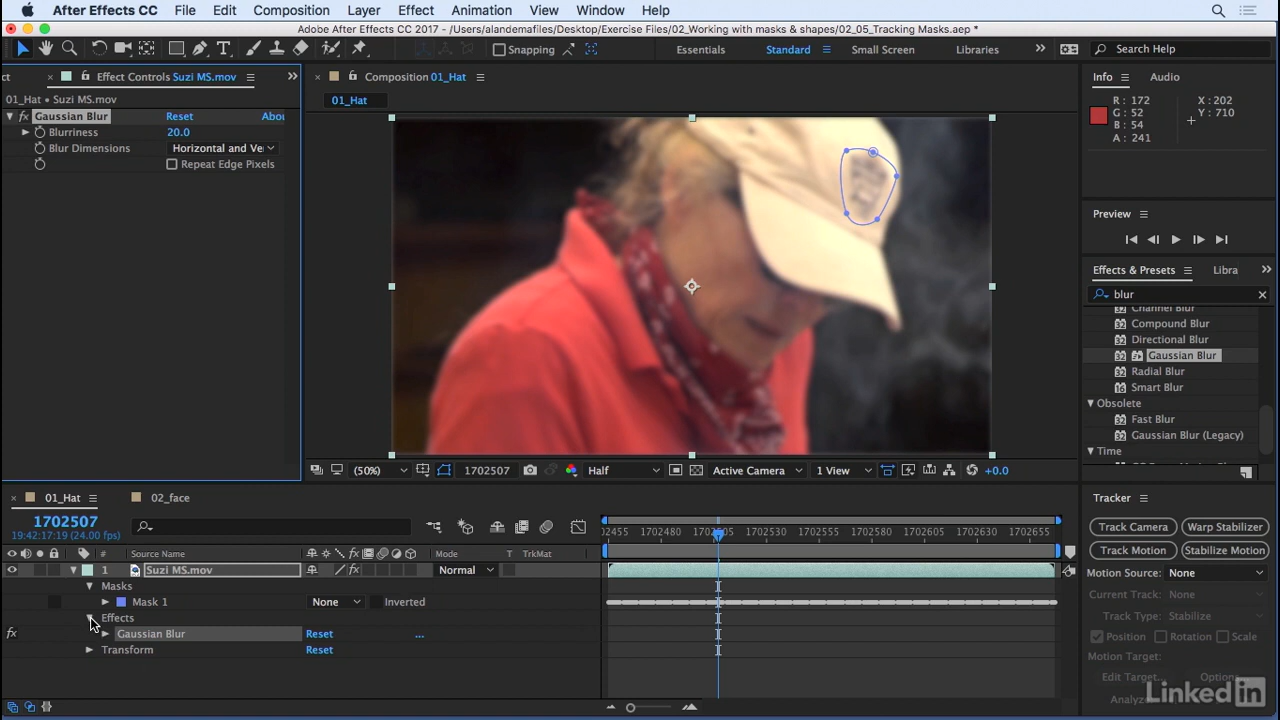 After Effects CC File Edit Composition Layer Effect Animation View Window Help
Adobe After Effects CC 2017 - /Users/alandemafiles/Desktop/Exercise Files/02_Working with masks & shapes/02_05_Tracking Masks.aep *
Snapping Essentials Standard Small Screen Libraries Search Help
ct Effect Controls Suzi MS.mov
Composition 01_Hat
Info Audio
01_Hat • Suzi MS.mov
01_Hat
Gaussian Blur Reset Abou
Blurriness 20.0
Blur Dimensions Horizontal and Ve
Repeat Edge Pixels
R: 172
G: 52
B: 54
A: 241
X: 202
Y: 710
Preview
Effects & Presets Libra
blur
Channel Blur
Compound Blur
Directional Blur
Gaussian Blur
Radial Blur
Smart Blur
Obsolete
Fast Blur
Gaussian Blur (Legacy)
Time
(50%) 1702507 Half Active Camera 1 View +0.0
01_Hat 02_face
1702507
19:42:17:19 (24.00 fps)
02455 1702480 1702505 1702530 1702555 1702580 1702605 1702630 1702655
# Source Name Mode T TrkMat
1 Suzi MS.mov Normal
Masks
Mask 1 None Inverted
Effects
Gaussian Blur Reset ...
Transform Reset
Tracker
Track Camera Warp Stabilizer
Track Motion Stabilize Motion
Motion Source: None
Current Track: None
Track Type: Stabilize
Position Rotation Scale
Motion Target:
Edit Target... Options...
Analyze
LinkedIn